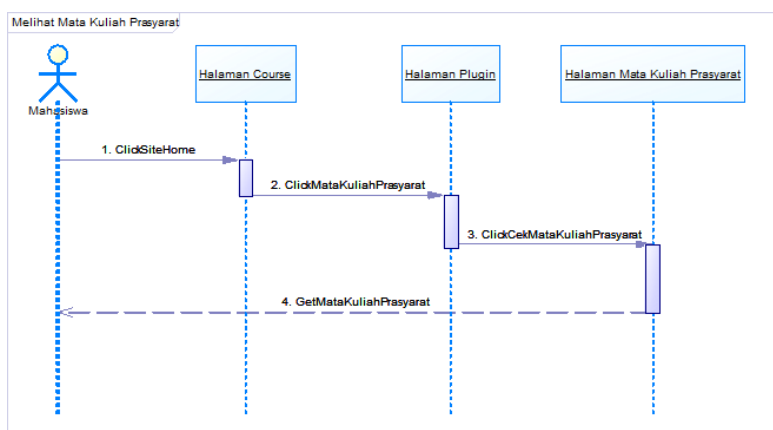 Melihat Mata Kuliah Prasyarat
Halaman Course
Halaman Plugin
Halaman Mata Kuliah Prasyarat
Mahasiswa
1. ClickSiteHome
2. ClickMataKuliahPrasyarat
3. ClickCekMataKuliahPrasyarat
4. GetMataKuliahPrasyarat